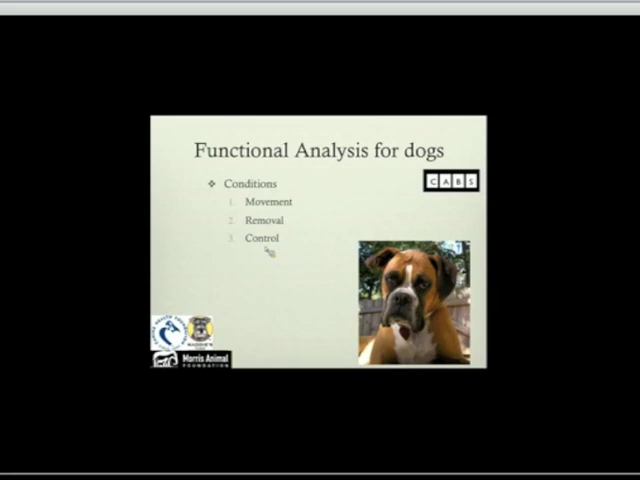 Functional Analysis for dogs
❖ Conditions
CABS
1. Movement
2. Removal
3. Control
Morris Animal
FOUNDATION